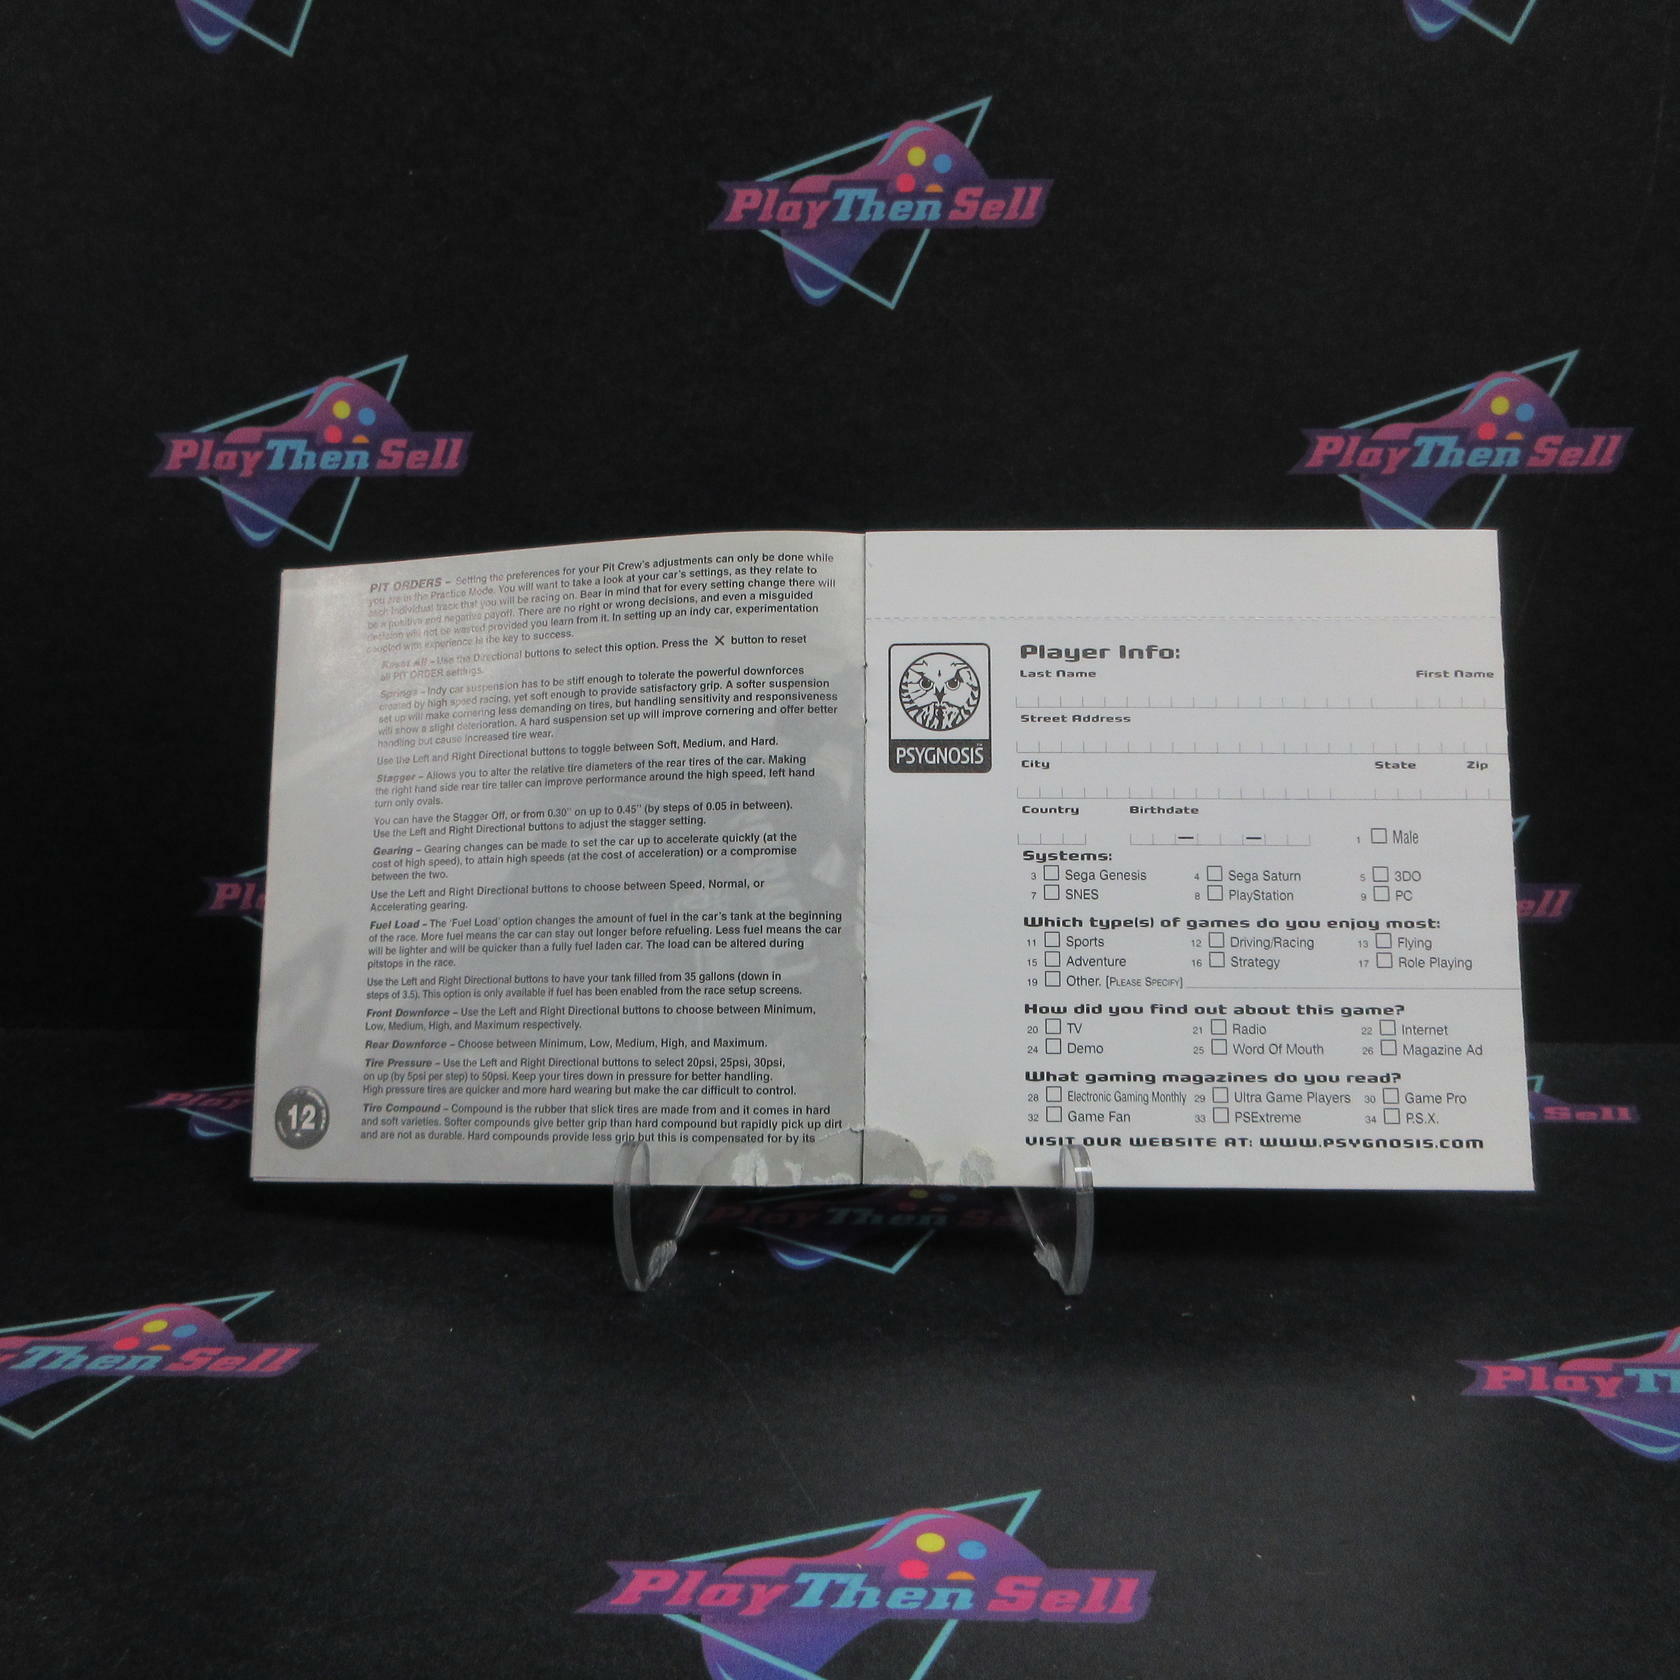 Play Then Sell
Play Then Sell
Play Then Sell
PIT ORDERS – Setting the preferences for your Pit Crew's adjustments can only be done while
you are in the Practice Mode. You will want to take a look at your car's settings, as they relate to
each individual track that you will be racing on. Bear in mind that for every setting change there will
be a positive and negative payoff. There are no right or wrong decisions, and even a misguided
decision will not be wasted provided you learn from it. In setting up an indy car, experimentation
coupled with experience is the key to success.
Reset All – Use the Directional buttons to select this option. Press the ✕ button to reset
all PIT ORDER settings.
Springs – Indy car suspension has to be stiff enough to tolerate the powerful downforces
created by high speed racing, yet soft enough to provide satisfactory grip. A softer suspension
set up will make cornering less demanding on tires, but handling sensitivity and responsiveness
will show a slight deterioration. A hard suspension set up will improve cornering and offer better
handling but cause increased tire wear.
Use the Left and Right Directional buttons to toggle between Soft, Medium, and Hard.
Stagger – Allows you to alter the relative tire diameters of the rear tires of the car. Making
the right hand side rear tire taller can improve performance around the high speed, left hand
turn only ovals.
You can have the Stagger Off, or from 0.30" on up to 0.45" (by steps of 0.05 in between).
Use the Left and Right Directional buttons to adjust the stagger setting.
Gearing – Gearing changes can be made to set the car up to accelerate quickly (at the
cost of high speed), to attain high speeds (at the cost of acceleration) or a compromise
between the two.
Use the Left and Right Directional buttons to choose between Speed, Normal, or
Accelerating gearing.
Fuel Load – The 'Fuel Load' option changes the amount of fuel in the car's tank at the beginning
of the race. More fuel means the car can stay out longer before refueling. Less fuel means the car
will be lighter and will be quicker than a fully fuel laden car. The load can be altered during
pitstops in the race.
Use the Left and Right Directional buttons to have your tank filled from 35 gallons (down in
steps of 3.5). This option is only available if fuel has been enabled from the race setup screens.
Front Downforce – Use the Left and Right Directional buttons to choose between Minimum,
Low, Medium, High, and Maximum respectively.
Rear Downforce – Choose between Minimum, Low, Medium, High, and Maximum.
Tire Pressure – Use the Left and Right Directional buttons to select 20psi, 25psi, 30psi,
on up (by 5psi per step) to 50psi. Keep your tires down in pressure for better handling.
High pressure tires are quicker and more hard wearing but make the car difficult to control.
Tire Compound – Compound is the rubber that slick tires are made from and it comes in hard
and soft varieties. Softer compounds give better grip than hard compound but rapidly pick up dirt
and are not as durable. Hard compounds provide less grip but this is compensated for by its
12
PSYGNOSIS™
Player Info:
Last Name First Name
Street Address
City State Zip
Country Birthdate
1 Male
Systems:
3 Sega Genesis 4 Sega Saturn 5 3DO
7 SNES 8 PlayStation 9 PC
Which type(s) of games do you enjoy most:
11 Sports 12 Driving/Racing 13 Flying
15 Adventure 16 Strategy 17 Role Playing
19 Other. [PLEASE SPECIFY]
How did you find out about this game?
20 TV 21 Radio 22 Internet
24 Demo 25 Word Of Mouth 26 Magazine Ad
What gaming magazines do you read?
28 Electronic Gaming Monthly 29 Ultra Game Players 30 Game Pro
32 Game Fan 33 PSExtreme 34 P.S.X.
VISIT OUR WEBSITE AT: WWW.PSYGNOSIS.COM
Pl
ell
Play
Sell
Play Then Se
y Then Sell
Play Th
Play Then Sell